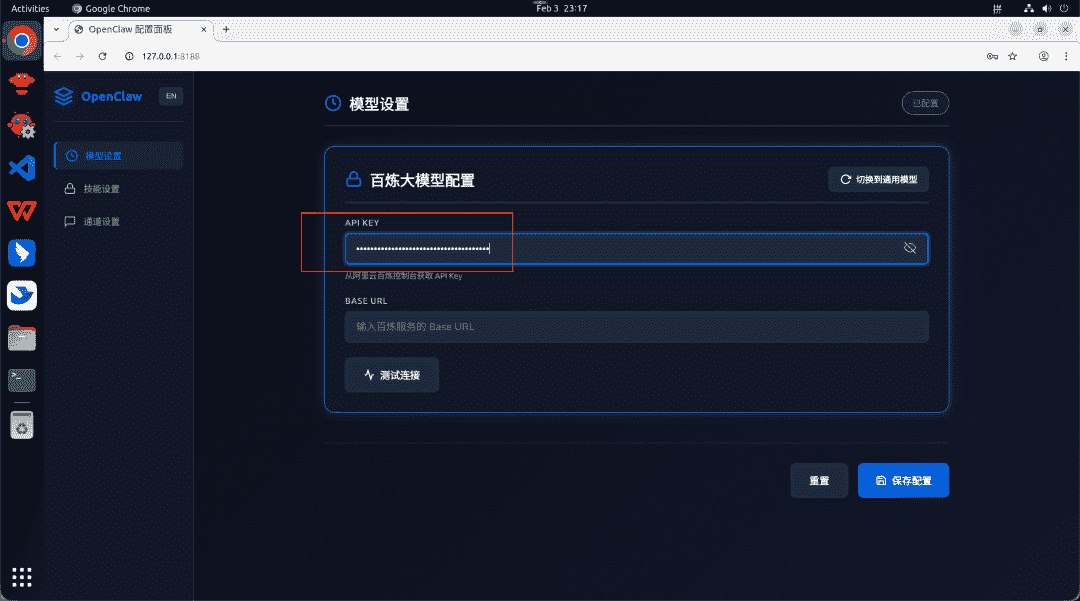 Activities
Google Chrome
Feb 3 23:17
拼
OpenClaw 配置面板
127.0.0.1:8188
OpenClaw
EN
模型设置
技能设置
通道设置
模型设置
已配置
百炼大模型配置
切换到通用模型
API KEY
••••••••••••••••••••••••••••••••••••••
从阿里云百炼控制台获取 API Key
BASE URL
输入百炼服务的 Base URL
测试连接
重置
保存配置